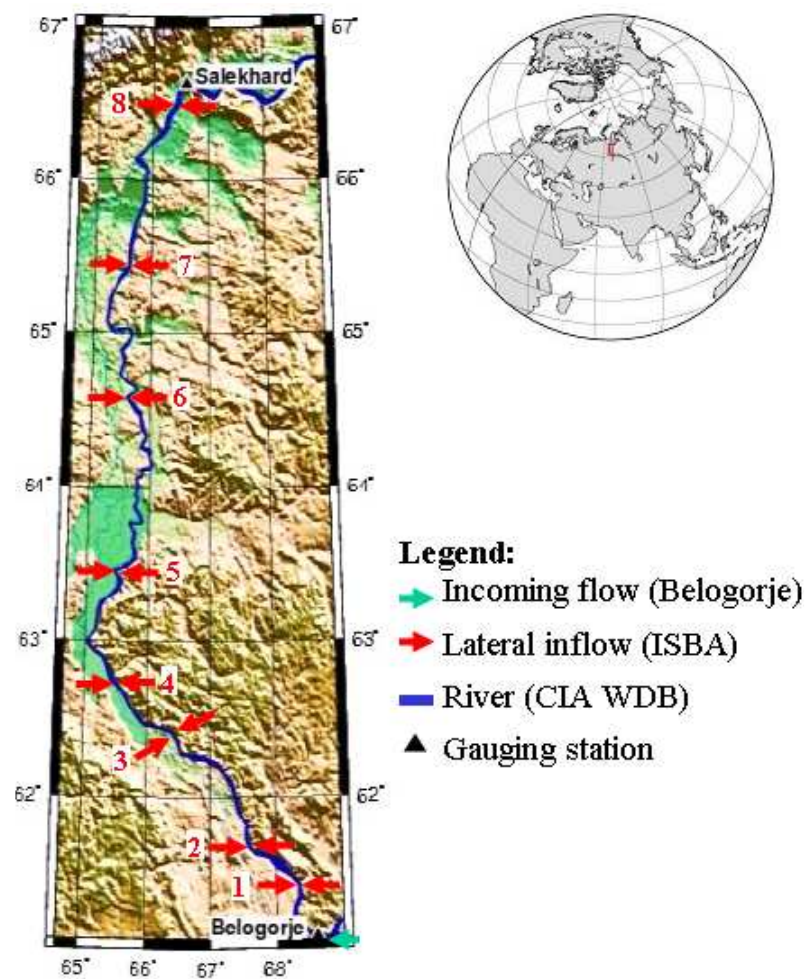 67° 67°
Salekhard
8
66° 66°
7
65° 65°
6
64° 64°
5
63° 63°
4
3
62° 62°
2
1
Belogorje
65° 66° 67° 68°
Legend:
Incoming flow (Belogorje)
Lateral inflow (ISBA)
River (CIA WDB)
Gauging station